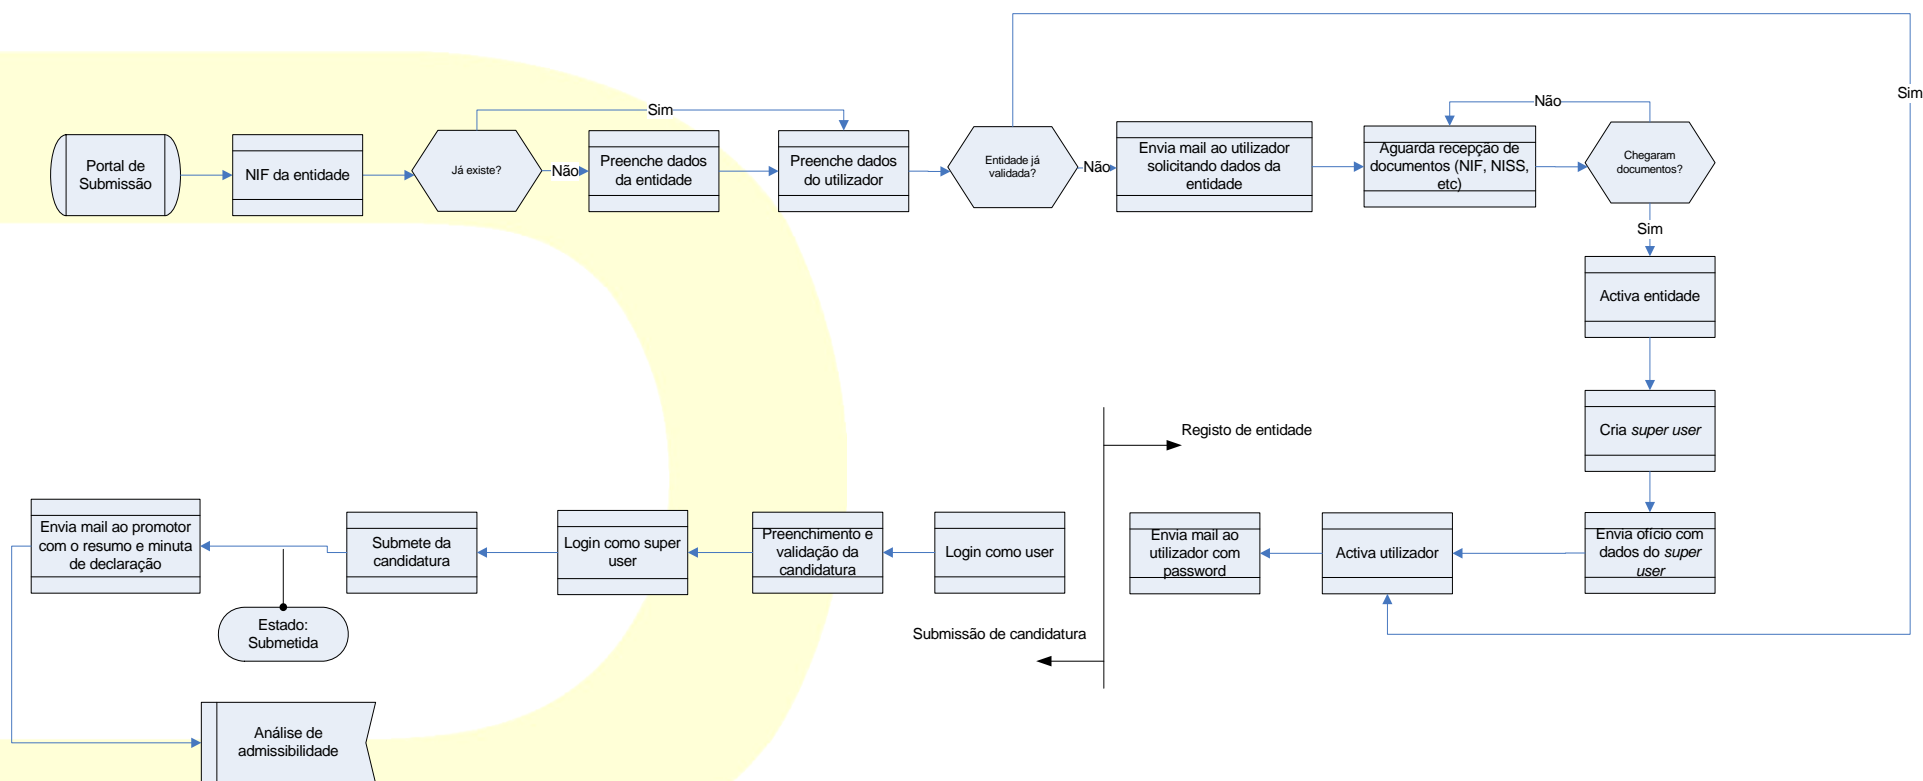 Portal de
Submissão
NIF da entidade
Já existe?
Sim
Não
Preenche dados
da entidade
Preenche dados
do utilizador
Entidade já
validada?
Sim
Não
Envia mail ao utilizador
solicitando dados da
entidade
Aguarda recepção de
documentos (NIF, NISS,
etc)
Não
Chegaram
documentos?
Sim
Activa entidade
Cria super user
Envia ofício com
dados do super
user
Activa utilizador
Envia mail ao
utilizador com
password
Registo de entidade
Submissão de candidatura
Login como user
Preenchimento e
validação da
candidatura
Login como super
user
Submete da
candidatura
Estado:
Submetida
Envia mail ao promotor
com o resumo e minuta
de declaração
Análise de
admissibilidade